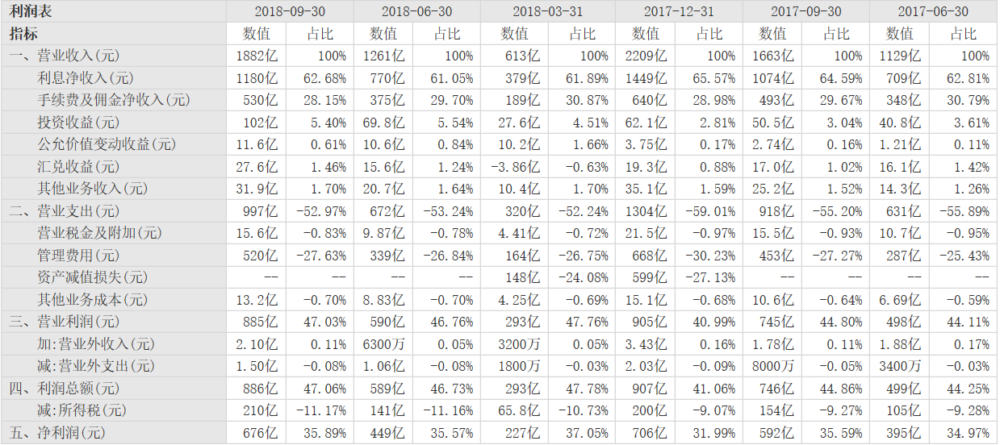 利润表 2018-09-30 2018-06-30 2018-03-31 2017-12-31 2017-09-30 2017-06-30
指标 数值 占比 数值 占比 数值 占比 数值 占比 数值 占比 数值 占比
一、营业收入(元) 1882亿 100% 1261亿 100% 613亿 100% 2209亿 100% 1663亿 100% 1129亿 100%
利息净收入(元) 1180亿 62.68% 770亿 61.05% 379亿 61.89% 1449亿 65.57% 1074亿 64.59% 709亿 62.81%
手续费及佣金净收入(元) 530亿 28.15% 375亿 29.70% 189亿 30.87% 640亿 28.98% 493亿 29.67% 348亿 30.79%
投资收益(元) 102亿 5.40% 69.8亿 5.54% 27.6亿 4.51% 62.1亿 2.81% 50.5亿 3.04% 40.8亿 3.61%
公允价值变动收益(元) 11.6亿 0.61% 10.6亿 0.84% 10.2亿 1.66% 3.75亿 0.17% 2.74亿 0.16% 1.21亿 0.11%
汇兑收益(元) 27.6亿 1.46% 15.6亿 1.24% -3.86亿 -0.63% 19.3亿 0.88% 17.0亿 1.02% 16.1亿 1.42%
其他业务收入(元) 31.9亿 1.70% 20.7亿 1.64% 10.4亿 1.70% 35.1亿 1.59% 25.2亿 1.52% 14.3亿 1.26%
二、营业支出(元) 997亿 -52.97% 672亿 -53.24% 320亿 -52.24% 1304亿 -59.01% 918亿 -55.20% 631亿 -55.89%
营业税金及附加(元) 15.6亿 -0.83% 9.87亿 -0.78% 4.41亿 -0.72% 21.5亿 -0.97% 15.5亿 -0.93% 10.7亿 -0.95%
管理费用(元) 520亿 -27.63% 339亿 -26.84% 164亿 -26.75% 668亿 -30.23% 453亿 -27.27% 287亿 -25.43%
资产减值损失(元) -- -- -- -- 148亿 -24.08% 599亿 -27.13% -- -- -- --
其他业务成本(元) 13.2亿 -0.70% 8.83亿 -0.70% 4.25亿 -0.69% 15.1亿 -0.68% 10.6亿 -0.64% 6.69亿 -0.59%
三、营业利润(元) 885亿 47.03% 590亿 46.76% 293亿 47.76% 905亿 40.99% 745亿 44.80% 498亿 44.11%
加:营业外收入(元) 2.10亿 0.11% 6300万 0.05% 3200万 0.05% 3.43亿 0.16% 1.78亿 0.11% 1.88亿 0.17%
减:营业外支出(元) 1.50亿 -0.08% 1.06亿 -0.08% 1800万 -0.03% 2.03亿 -0.09% 8000万 -0.05% 3400万 -0.03%
四、利润总额(元) 886亿 47.06% 589亿 46.73% 293亿 47.78% 907亿 41.06% 746亿 44.86% 499亿 44.25%
减:所得税(元) 210亿 -11.17% 141亿 -11.16% 65.8亿 -10.73% 200亿 -9.07% 154亿 -9.27% 105亿 -9.28%
五、净利润(元) 676亿 35.89% 449亿 35.57% 227亿 37.05% 706亿 31.99% 592亿 35.59% 395亿 34.97%